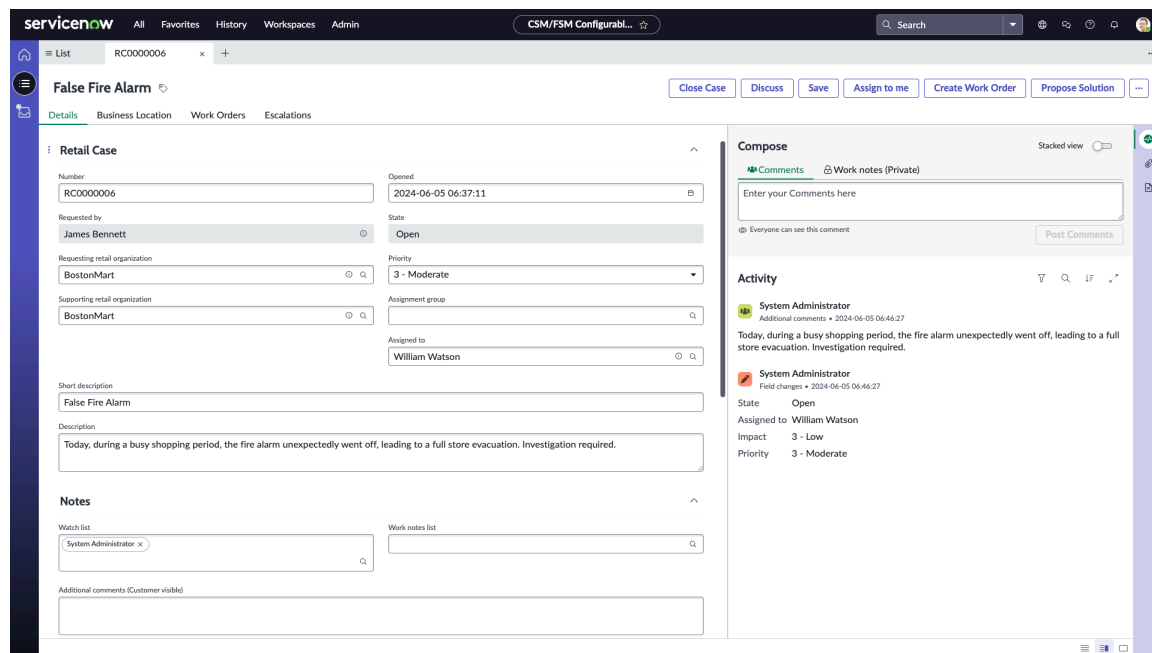 servicenow All Favorites History Workspaces Admin CSM/FSM Configurabl... Search
List RC0000006 × +
False Fire Alarm
Close Case Discuss Save Assign to me Create Work Order Propose Solution ...
Details Business Location Work Orders Escalations
Retail Case
Number
RC0000006
Opened
2024-06-05 06:37:11
Requested by
James Bennett
State
Open
Requesting retail organization
BostonMart
Priority
3 - Moderate
Supporting retail organization
BostonMart
Assignment group
Assigned to
William Watson
Short description
False Fire Alarm
Description
Today, during a busy shopping period, the fire alarm unexpectedly went off, leading to a full store evacuation. Investigation required.
Notes
Watch list
System Administrator ×
Work notes list
Additional comments (Customer visible)
Compose
Stacked view
Comments Work notes (Private)
Enter your Comments here
Everyone can see this comment
Post Comments
Activity
System Administrator
Additional comments • 2024-06-05 06:46:27
Today, during a busy shopping period, the fire alarm unexpectedly went off, leading to a full
store evacuation. Investigation required.
System Administrator
Field changes • 2024-06-05 06:46:27
State Open
Assigned to William Watson
Impact 3 - Low
Priority 3 - Moderate